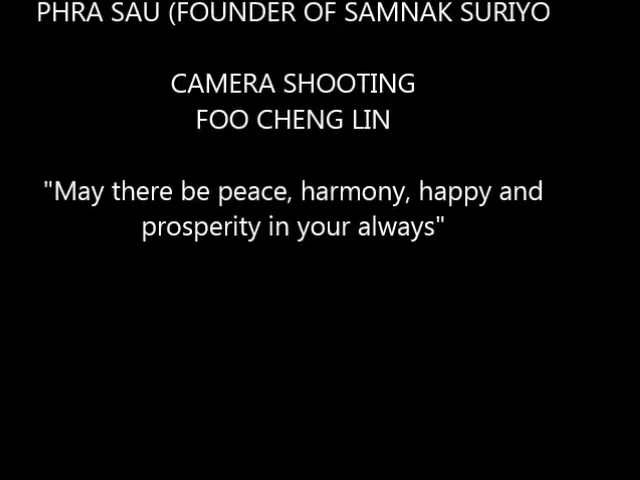 PHRA SAU (FOUNDER OF SAMNAK SURIYO
CAMERA SHOOTING
FOO CHENG LIN
"May there be peace, harmony, happy and
prosperity in your always"